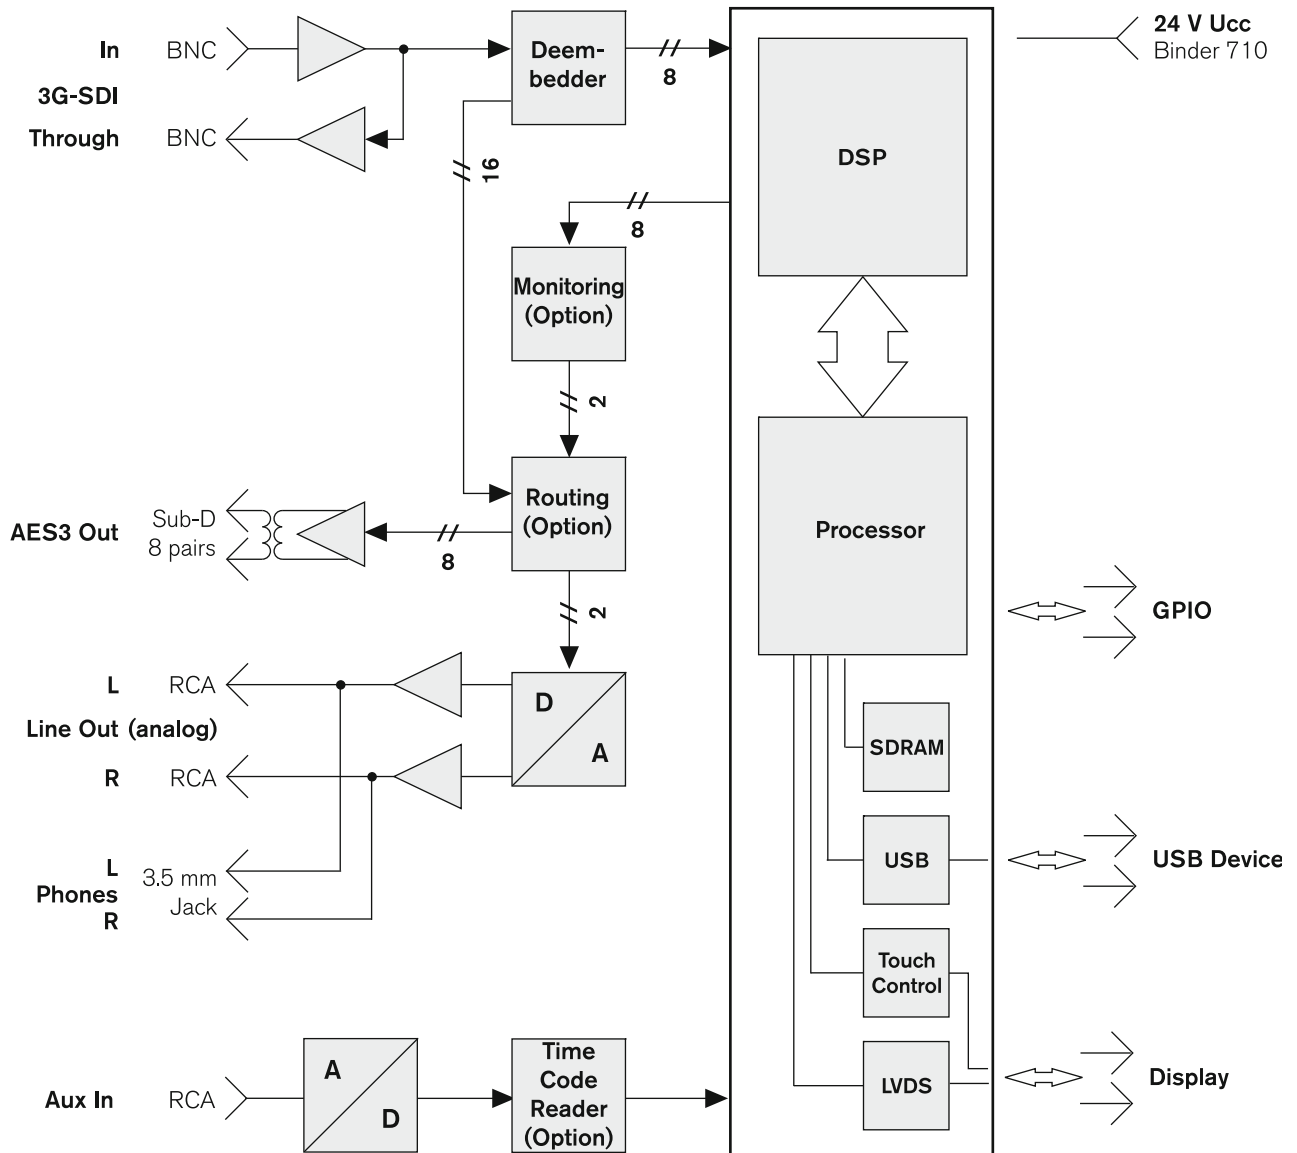 In BNC
3G-SDI
Through BNC
Deem-
bedder
8
16
8
Monitoring
(Option)
2
Routing
(Option)
AES3 Out
Sub-D
8 pairs
8
2
L RCA
Line Out (analog)
R RCA
D
A
L
Phones
R
3.5 mm
Jack
Aux In RCA
A
D
Time
Code
Reader
(Option)
DSP
Processor
SDRAM
USB
Touch
Control
LVDS
24 V Ucc
Binder 710
GPIO
USB Device
Display